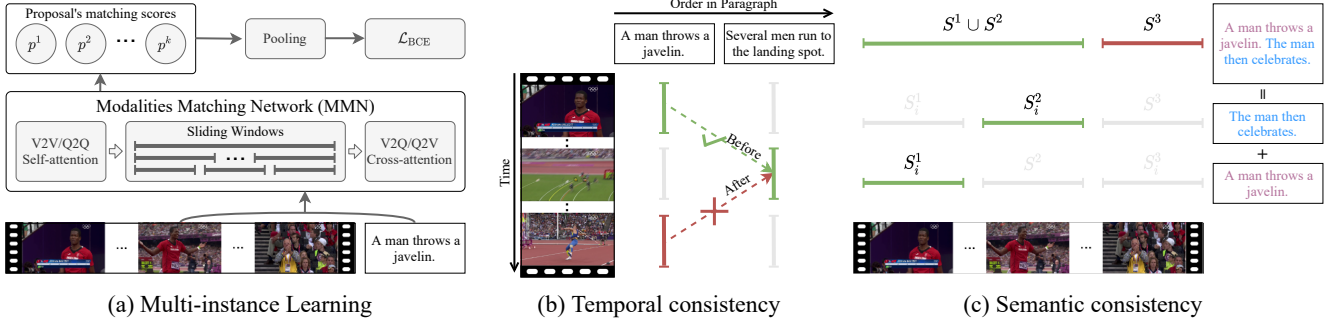 Proposal's matching scores
p^1 p^2 ... p^k
Pooling
ℒ_BCE
Modalities Matching Network (MMN)
V2V/Q2Q
Self-attention
Sliding Windows
...
V2Q/Q2V
Cross-attention
... ...
A man throws a
javelin.
(a) Multi-instance Learning
Order in Paragraph
A man throws a
javelin.
Several men run to
the landing spot.
Time
Before
After
(b) Temporal consistency
S^1 ∪ S^2
S^3
A man throws a
javelin. The man
then celebrates.
=
S_i^1
S_i^2
S^3
The man then
celebrates.
+
S_i^1
S^2
S_i^3
A man throws a
javelin.
... ...
(c) Semantic consistency